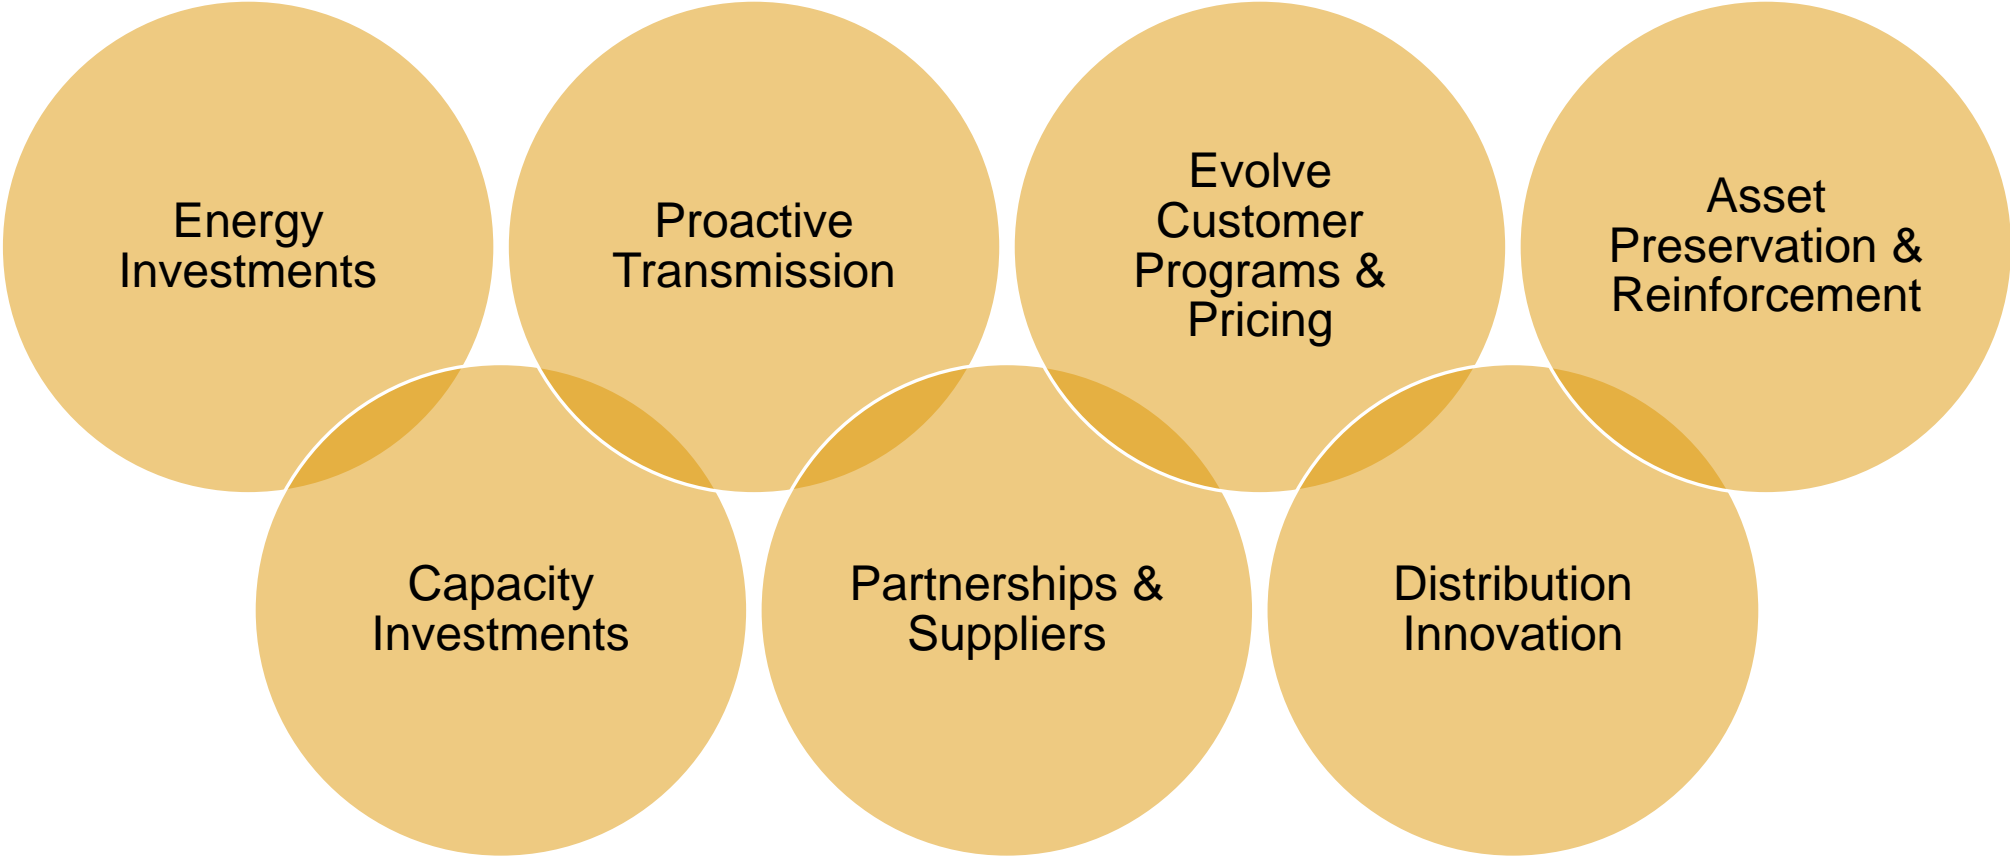 Energy
Investments
Proactive
Transmission
Evolve
Customer
Programs &
Pricing
Asset
Preservation &
Reinforcement
Capacity
Investments
Partnerships &
Suppliers
Distribution
Innovation